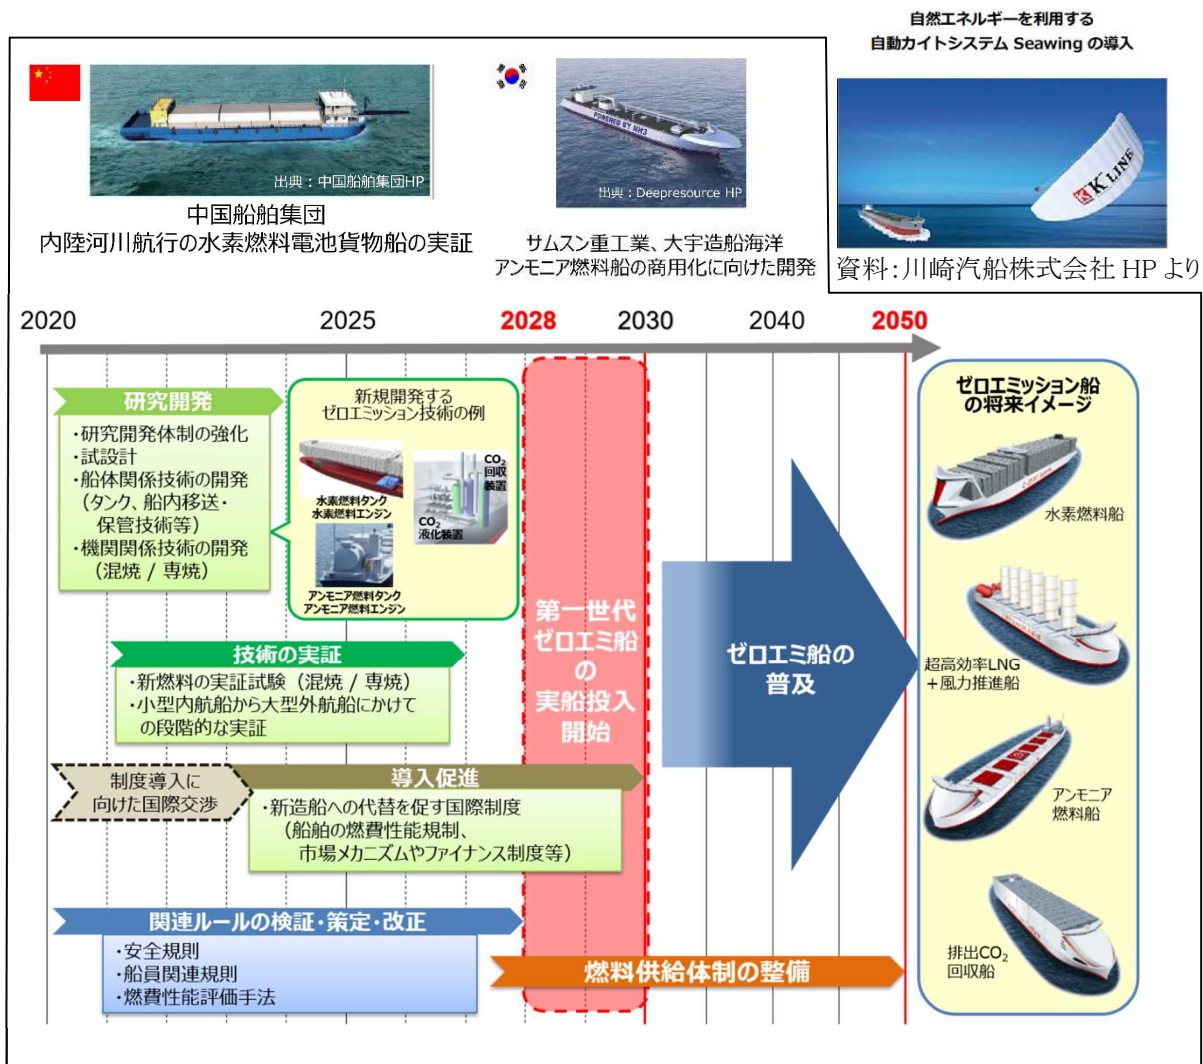 自然エネルギーを利用する
自動カイトシステム Seawing の導入
出典：中国船舶集団HP
中国船舶集団
内陸河川航行の水素燃料電池貨物船の実証
POWERED BY NH3
出典：Deepresource HP
サムスン重工業、大宇造船海洋
アンモニア燃料船の商用化に向けた開発
K LINE
資料：川崎汽船株式会社 HP より
2020 2025 2028 2030 2040 2050
研究開発
・研究開発体制の強化
・試設計
・船体関係技術の開発
（タンク、船内移送・
保管技術等）
・機関関係技術の開発
（混焼 / 専焼）
新規開発する
ゼロエミッション技術の例
水素燃料タンク
水素燃料エンジン
CO₂
回収
装置
CO₂
液化装置
アンモニア燃料タンク
アンモニア燃料エンジン
技術の実証
・新燃料の実証試験（混焼 / 専焼）
・小型内航船から大型外航船にかけて
の段階的な実証
制度導入に
向けた国際交渉
導入促進
・新造船への代替を促す国際制度
（船舶の燃費性能規制、
市場メカニズムやファイナンス制度等）
関連ルールの検証・策定・改正
・安全規則
・船員関連規則
・燃費性能評価手法
第一世代
ゼロエミ船
の
実船投入
開始
ゼロエミ船の
普及
燃料供給体制の整備
ゼロエミッション船
の将来イメージ
水素燃料船
超高効率LNG
＋風力推進船
アンモニア
燃料船
排出CO₂
回収船